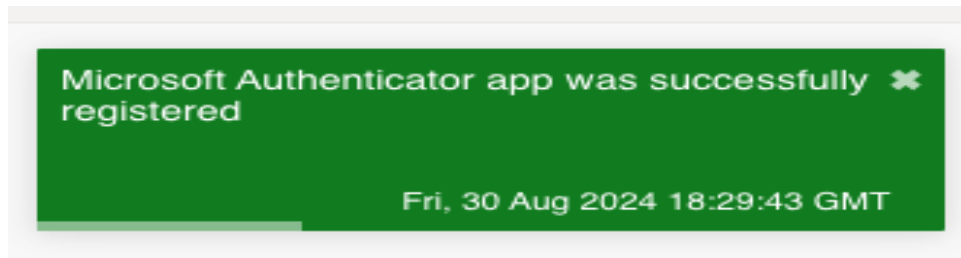 Microsoft Authenticator app was successfully
registered
Fri, 30 Aug 2024 18:29:43 GMT